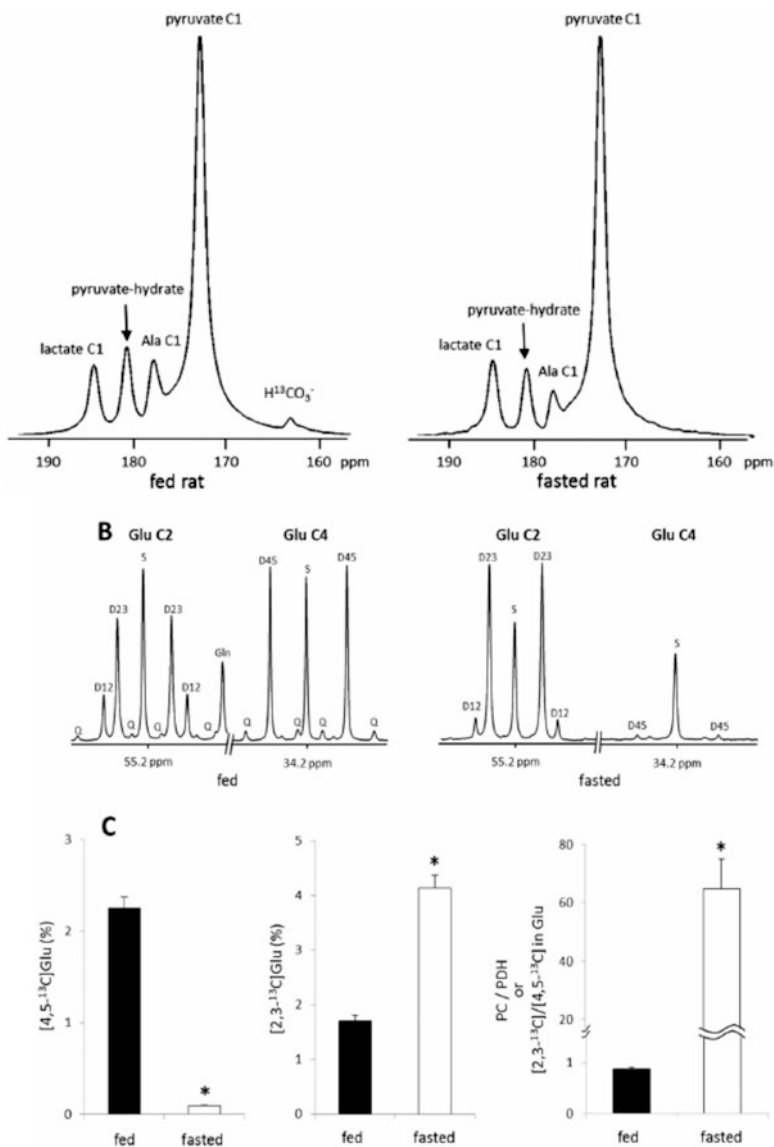 pyruvate C1
pyruvate-hydrate
lactate C1
Ala C1
H¹³CO₃⁻
190 180 170 160 ppm
fed rat
pyruvate C1
pyruvate-hydrate
lactate C1
Ala C1
190 180 170 160 ppm
fasted rat
B
Glu C2 Glu C4
Q D12 D23 S Q Q D23 D12 Q Gln
Q D45 Q S Q D45 Q
55.2 ppm 34.2 ppm
fed
Glu C2 Glu C4
D12 D23 S D23 D12
D45 S D45
55.2 ppm 34.2 ppm
fasted
C
[4,5-¹³C]Glu (%)
3
2
1
0
*
fed fasted
[2,3-¹³C]Glu (%)
5
4
3
2
1
0
*
fed fasted
PC / PDH
or
[2,3-¹³C]/[4,5-¹³C] in Glu
80
60
40
20
1
0
*
fed fasted